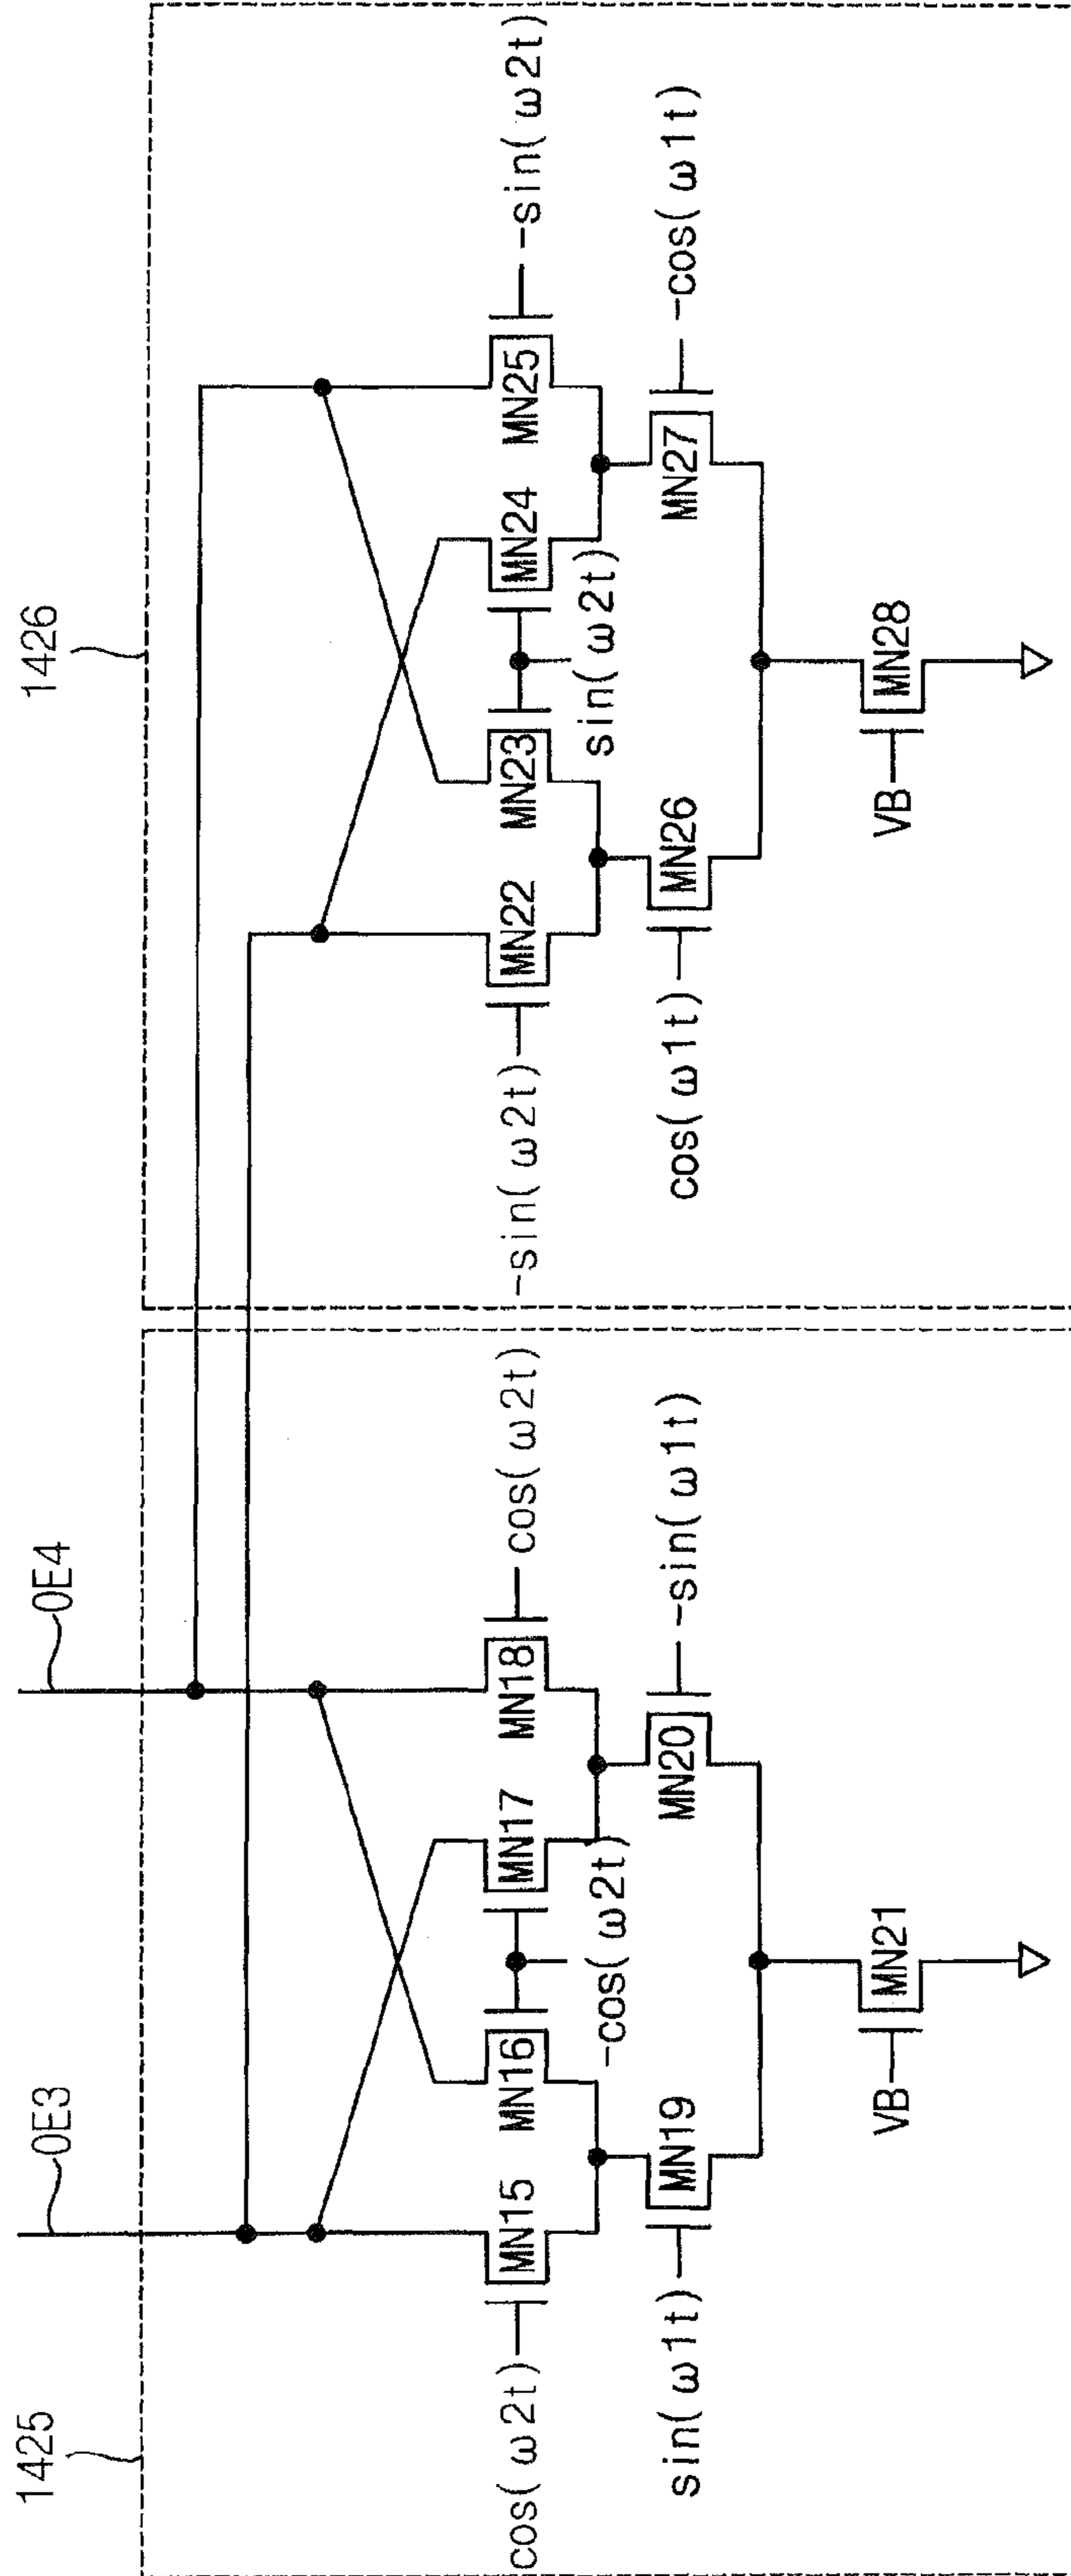 1425
0E3
0E4
1426
cos( ω2t)
MN15
MN16
MN17
MN18
cos( ω2t)
-sin( ω2t)
MN22
MN23
MN24
MN25
-sin( ω2t)
-cos( ω2t)
sin( ω2t)
sin( ω1t)
MN19
MN20
-sin( ω1t)
cos( ω1t)
MN26
MN27
-cos( ω1t)
VB
MN21
VB
MN28